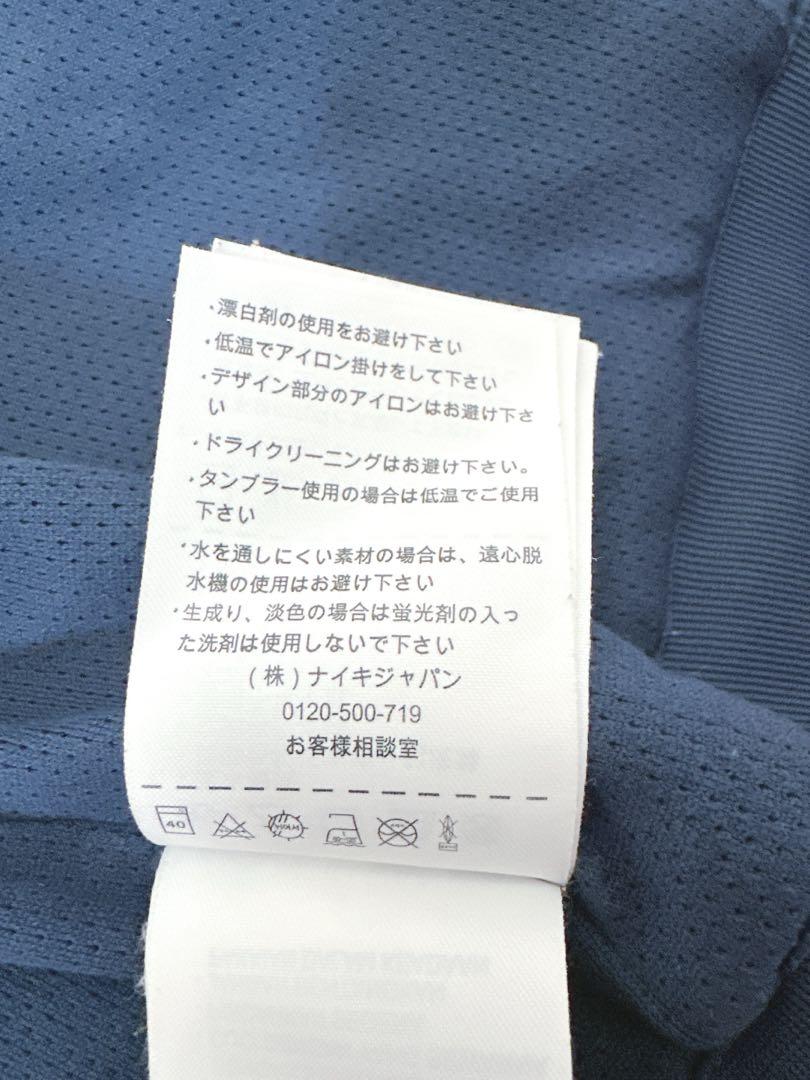 ・漂白剤の使用をお避け下さい
・低温でアイロン掛けをして下さい
・デザイン部分のアイロンはお避け下さ
い
・ドライクリーニングはお避け下さい。
・タンブラー使用の場合は低温でご使用
下さい
・水を通しにくい素材の場合は、遠心脱
水機の使用はお避け下さい
・生成り、淡色の場合は蛍光剤の入っ
た洗剤は使用しないで下さい
(株)ナイキジャパン
0120-500-719
お客様相談室
40